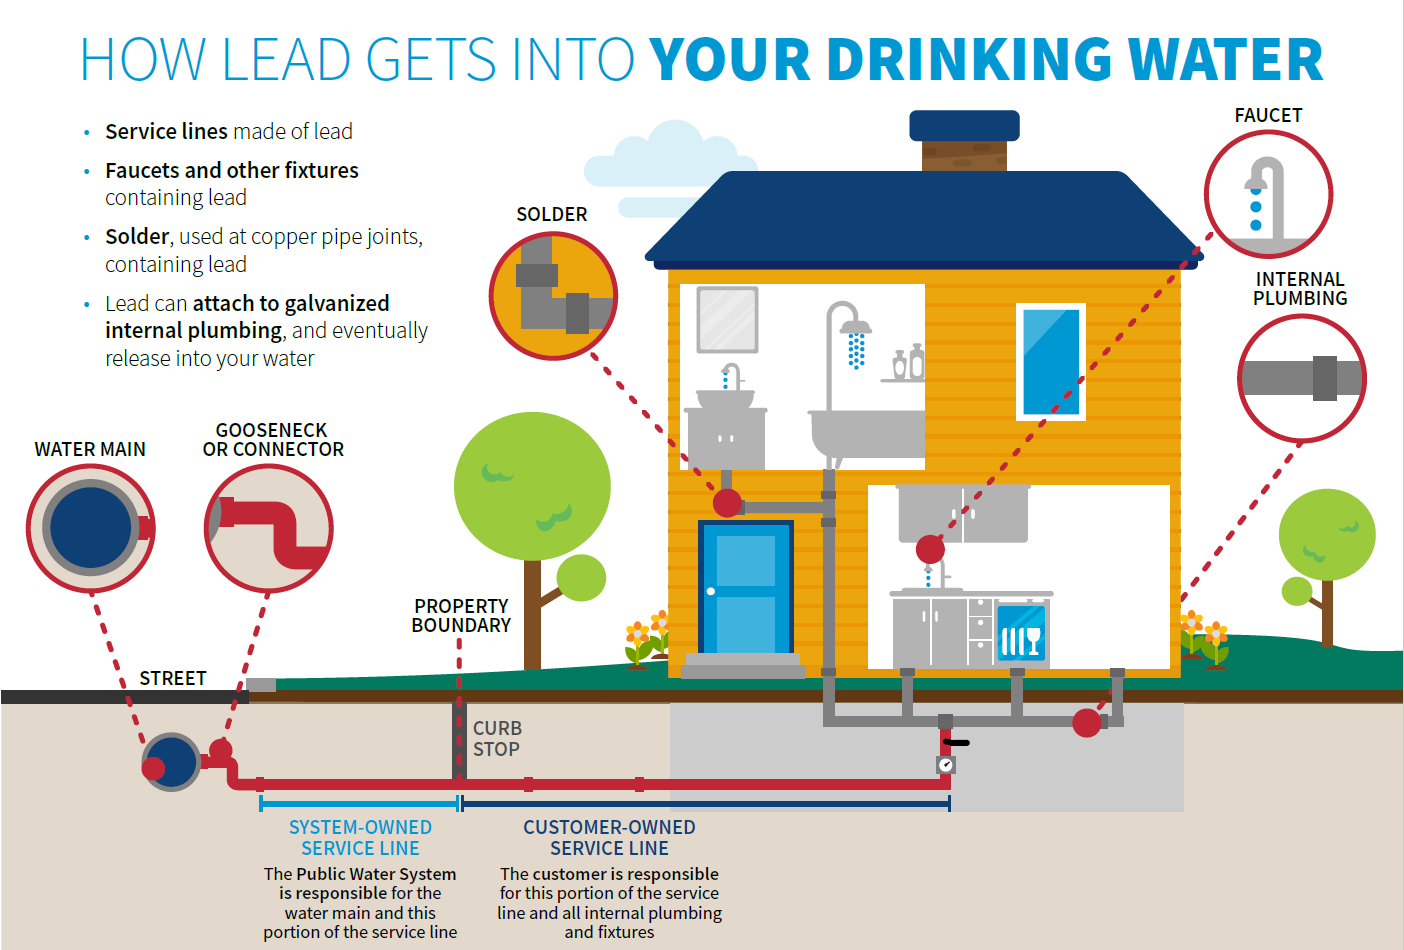 HOW LEAD GETS INTO YOUR DRINKING WATER
• Service lines made of lead
• Faucets and other fixtures
containing lead
• Solder, used at copper pipe joints,
containing lead
• Lead can attach to galvanized
internal plumbing, and eventually
release into your water
FAUCET
SOLDER
INTERNAL
PLUMBING
WATER MAIN
GOOSENECK
OR CONNECTOR
PROPERTY
BOUNDARY
STREET
CURB
STOP
SYSTEM-OWNED
SERVICE LINE
The Public Water System
is responsible for the
water main and this
portion of the service line
CUSTOMER-OWNED
SERVICE LINE
The customer is responsible
for this portion of the service
line and all internal plumbing
and fixtures